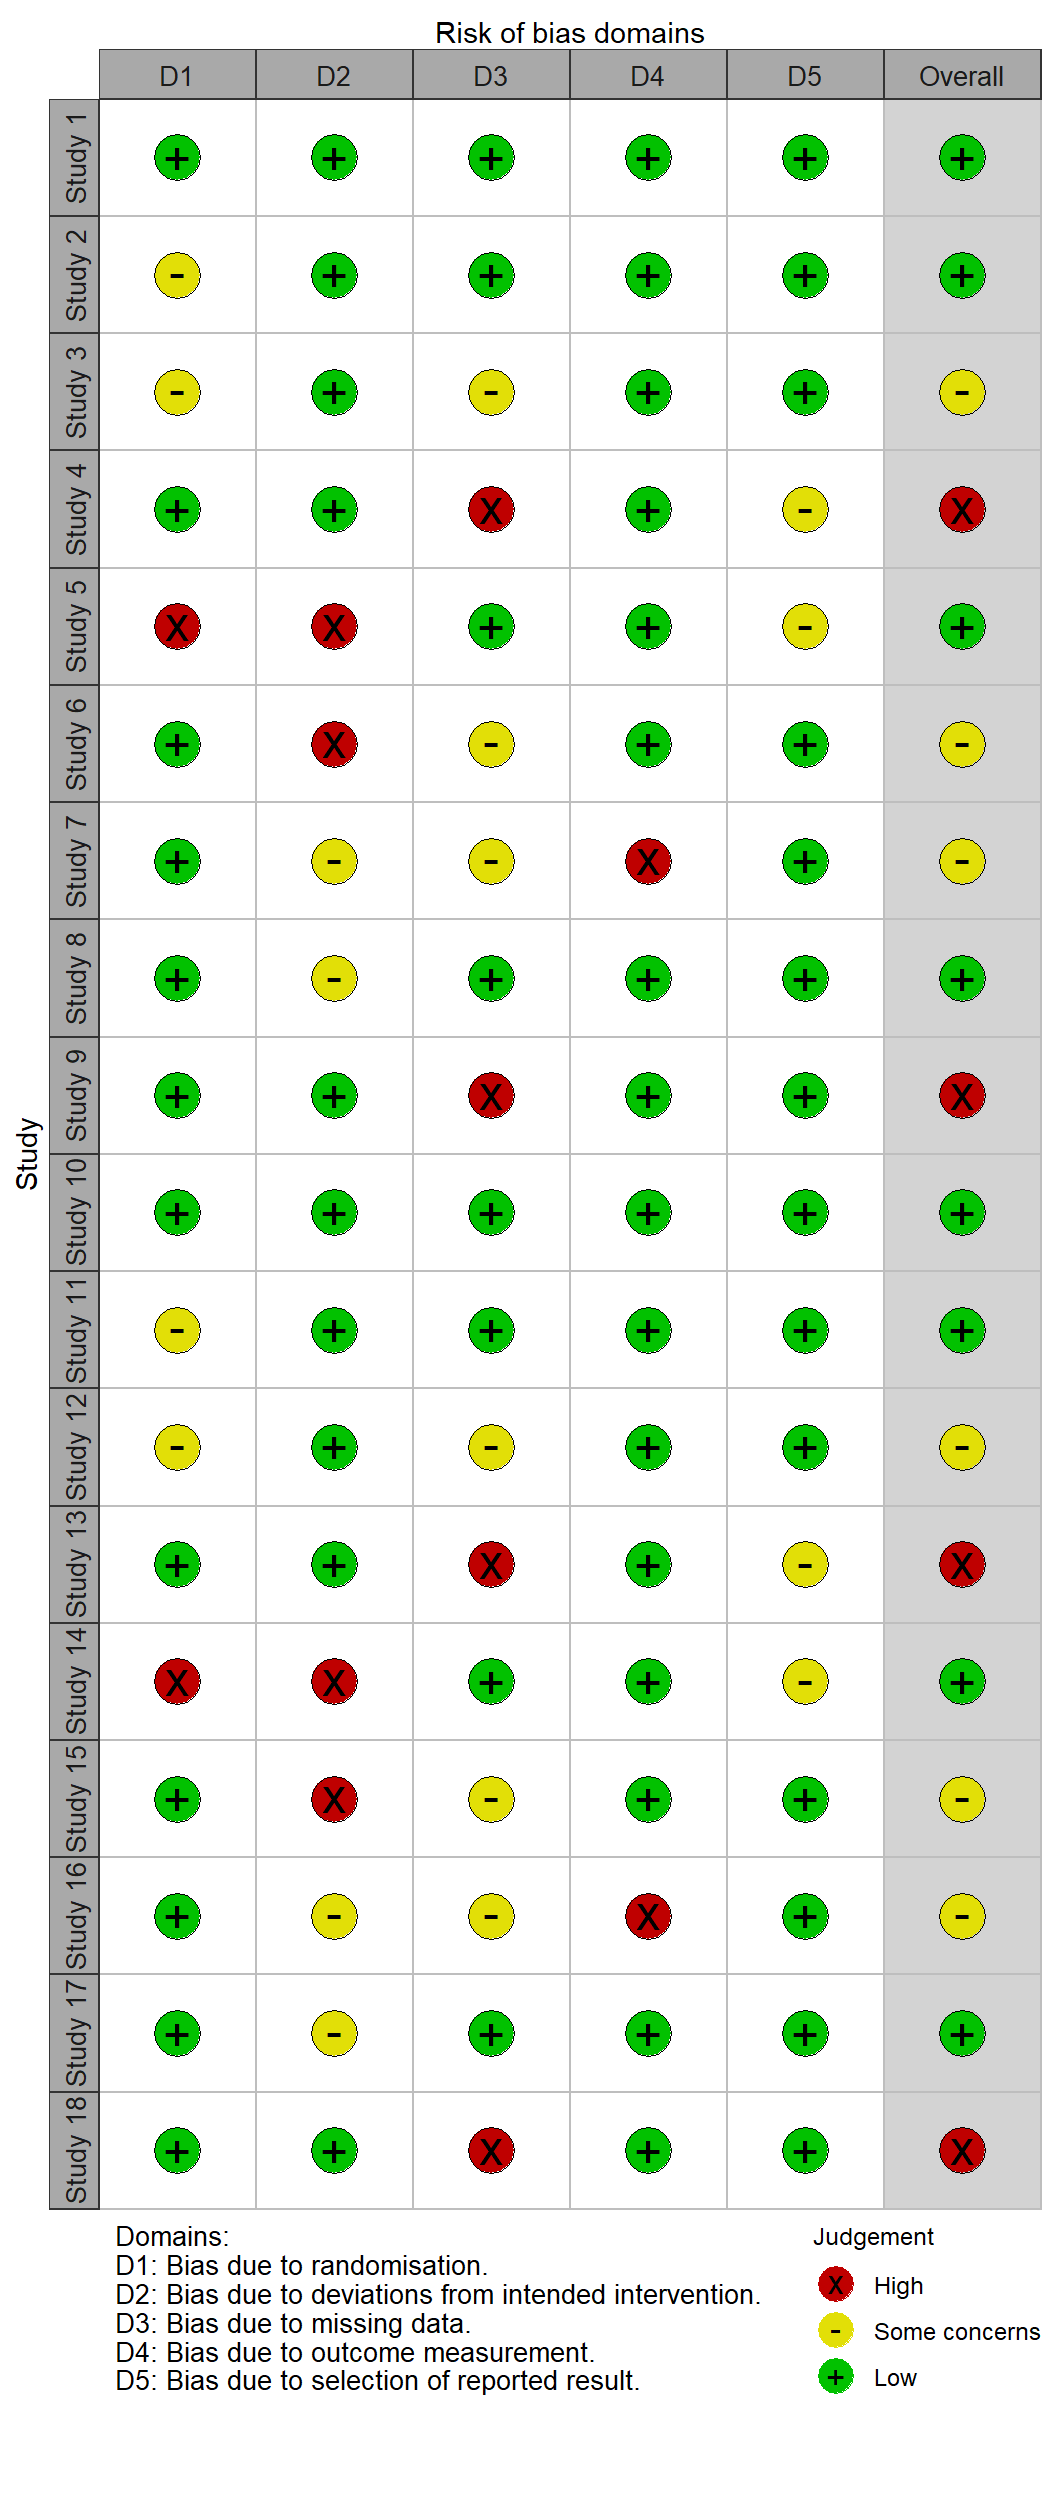 Risk of bias domains
D1 D2 D3 D4 D5 Overall
Study
Study 1 + + + + + +
Study 2 - + + + + +
Study 3 - + - + + -
Study 4 + + X + - X
Study 5 X X + + - +
Study 6 + X - + + -
Study 7 + - - X + -
Study 8 + - + + + +
Study 9 + + X + + X
Study 10 + + + + + +
Study 11 - + + + + +
Study 12 - + - + + -
Study 13 + + X + - X
Study 14 X X + + - +
Study 15 + X - + + -
Study 16 + - - X + -
Study 17 + - + + + +
Study 18 + + X + + X
Domains:
D1: Bias due to randomisation.
D2: Bias due to deviations from intended intervention.
D3: Bias due to missing data.
D4: Bias due to outcome measurement.
D5: Bias due to selection of reported result.
Judgement
X High
- Some concerns
+ Low